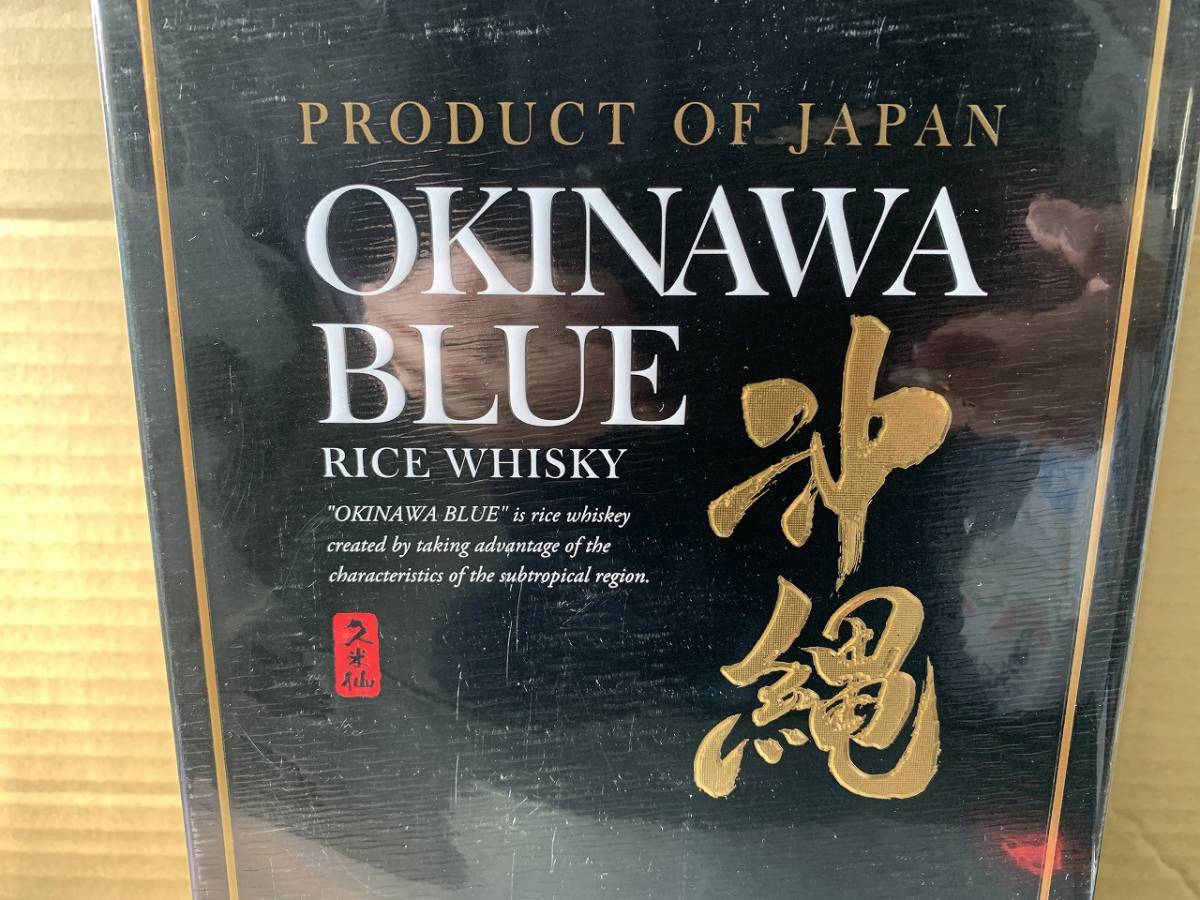 PRODUCT OF JAPAN
OKINAWA
BLUE
RICE WHISKY
"OKINAWA BLUE" is rice whiskey
created by taking advantage of the
characteristics of the subtropical region.
久米仙
沖縄